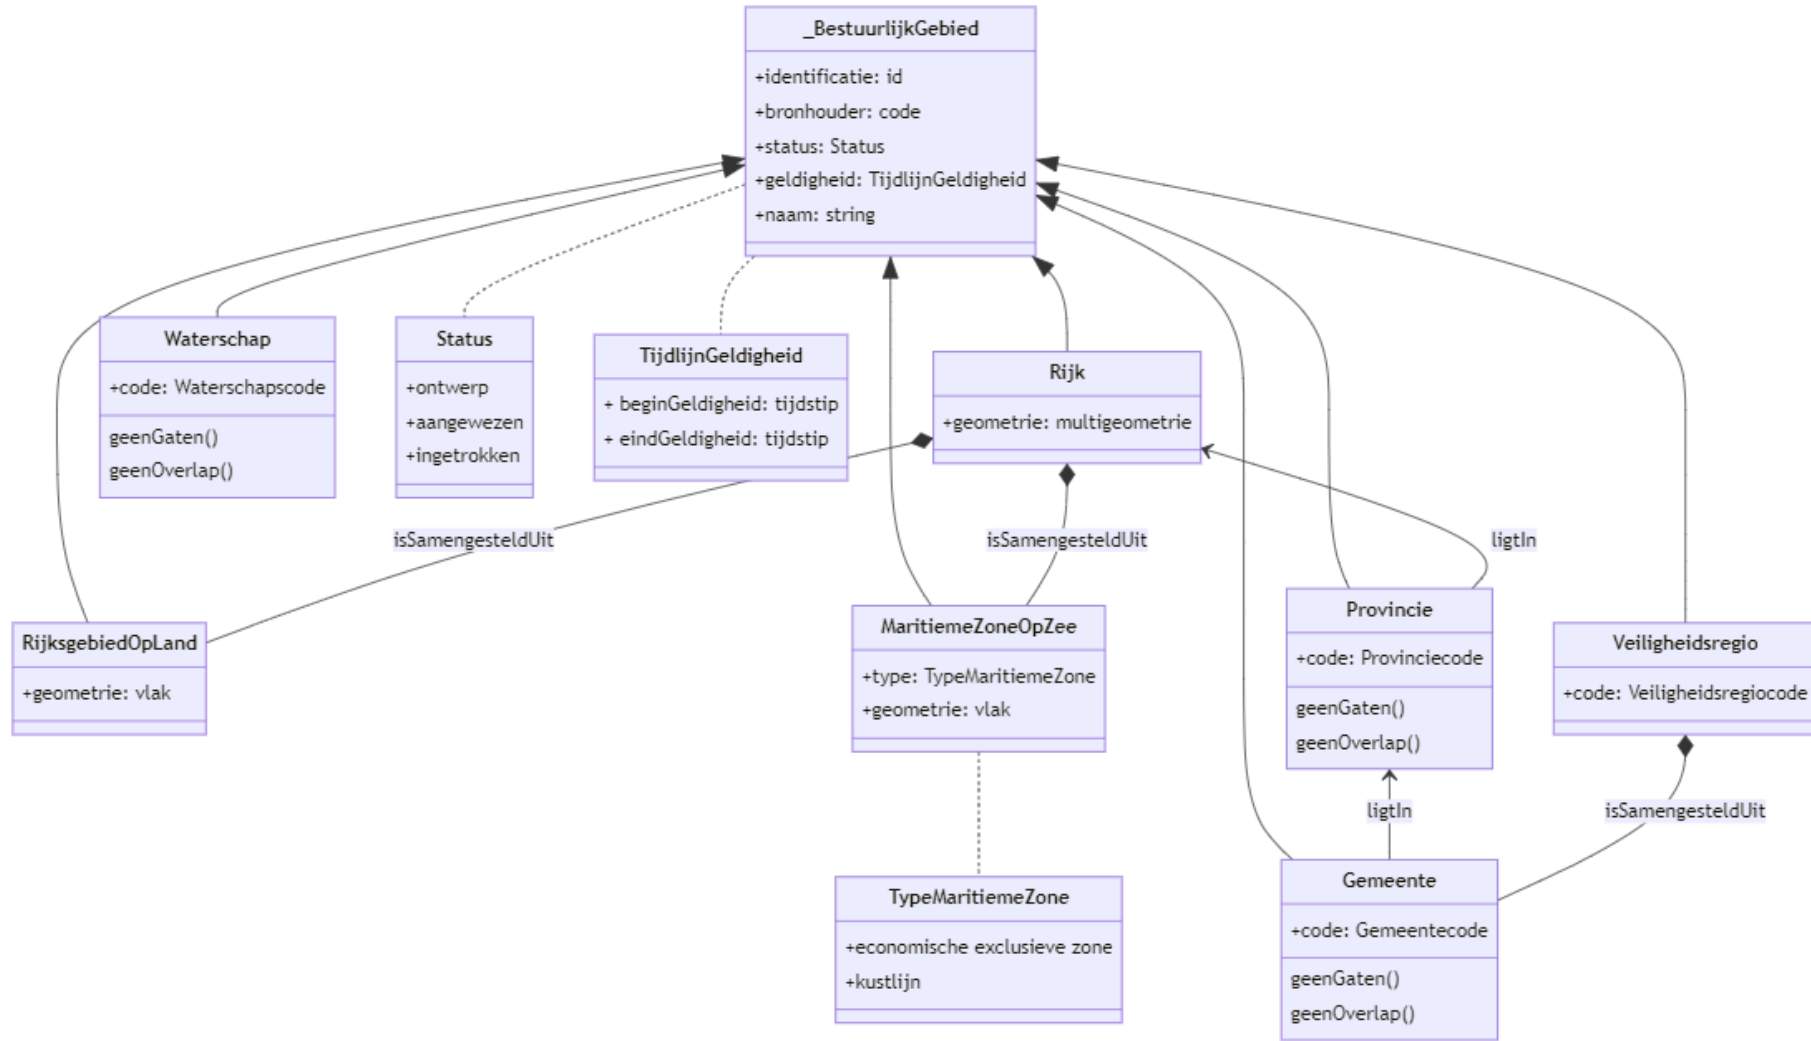 _BestuurlijkGebied
+identificatie: id
+bronhouder: code
+status: Status
+geldigheid: TijdlijnGeldigheid
+naam: string
Waterschap
+code: Waterschapscode
geenGaten()
geenOverlap()
Status
+ontwerp
+aangewezen
+ingetrokken
TijdlijnGeldigheid
+ beginGeldigheid: tijdstip
+ eindGeldigheid: tijdstip
Rijk
+geometrie: multigeometrie
isSamengesteldUit
isSamengesteldUit
ligtIn
RijksgebiedOpLand
+geometrie: vlak
MaritiemeZoneOpZee
+type: TypeMaritiemeZone
+geometrie: vlak
Provincie
+code: Provinciecode
geenGaten()
geenOverlap()
Veiligheidsregio
+code: Veiligheidsregiocode
ligtIn
isSamengesteldUit
TypeMaritiemeZone
+economische exclusieve zone
+kustlijn
Gemeente
+code: Gemeentecode
geenGaten()
geenOverlap()